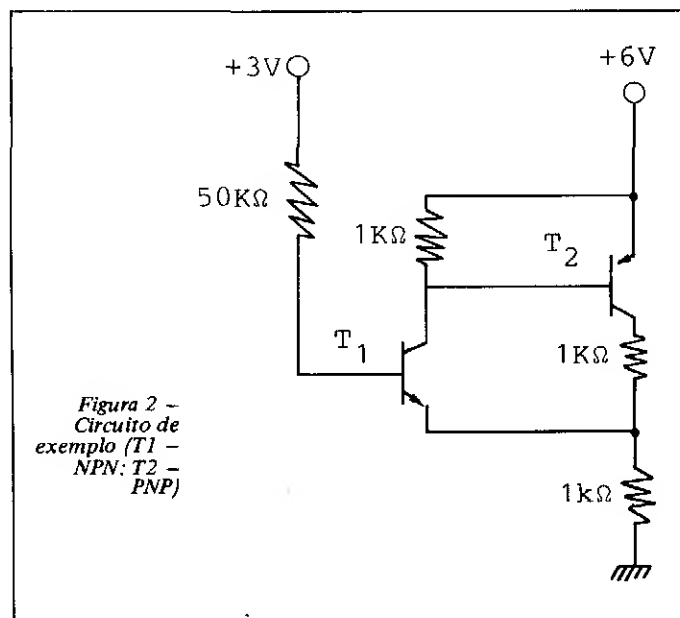 +3V
+6V
50KΩ
1KΩ
T2
T1
1KΩ
Figura 2 –
Circuito de
exemplo (T1 –
NPN; T2 –
PNP)
1kΩ